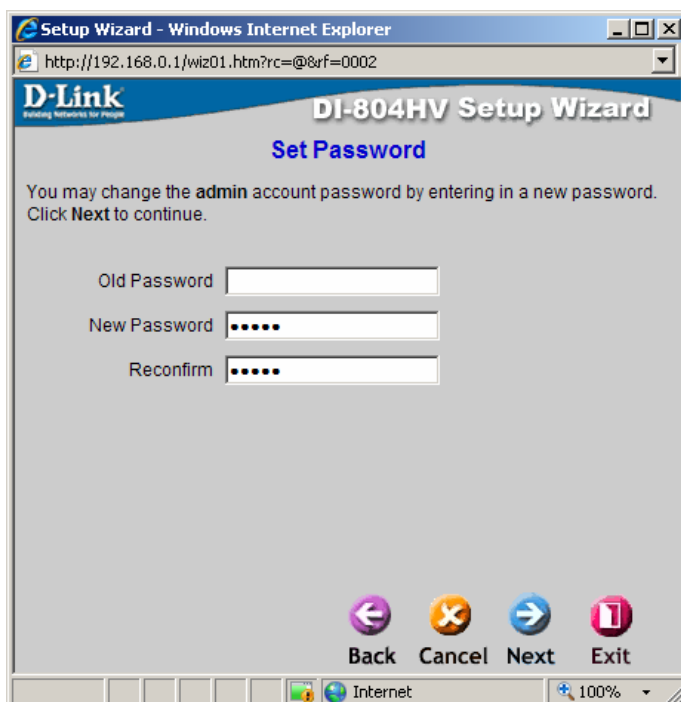 Setup Wizard - Windows Internet Explorer
http://192.168.0.1/wiz01.htm?rc=@&rf=0002
D-Link
Building Networks for People
DI-804HV Setup Wizard
Set Password
You may change the admin account password by entering in a new password.
Click Next to continue.
Old Password
New Password •••••
Reconfirm •••••
Back Cancel Next Exit
Internet 100%